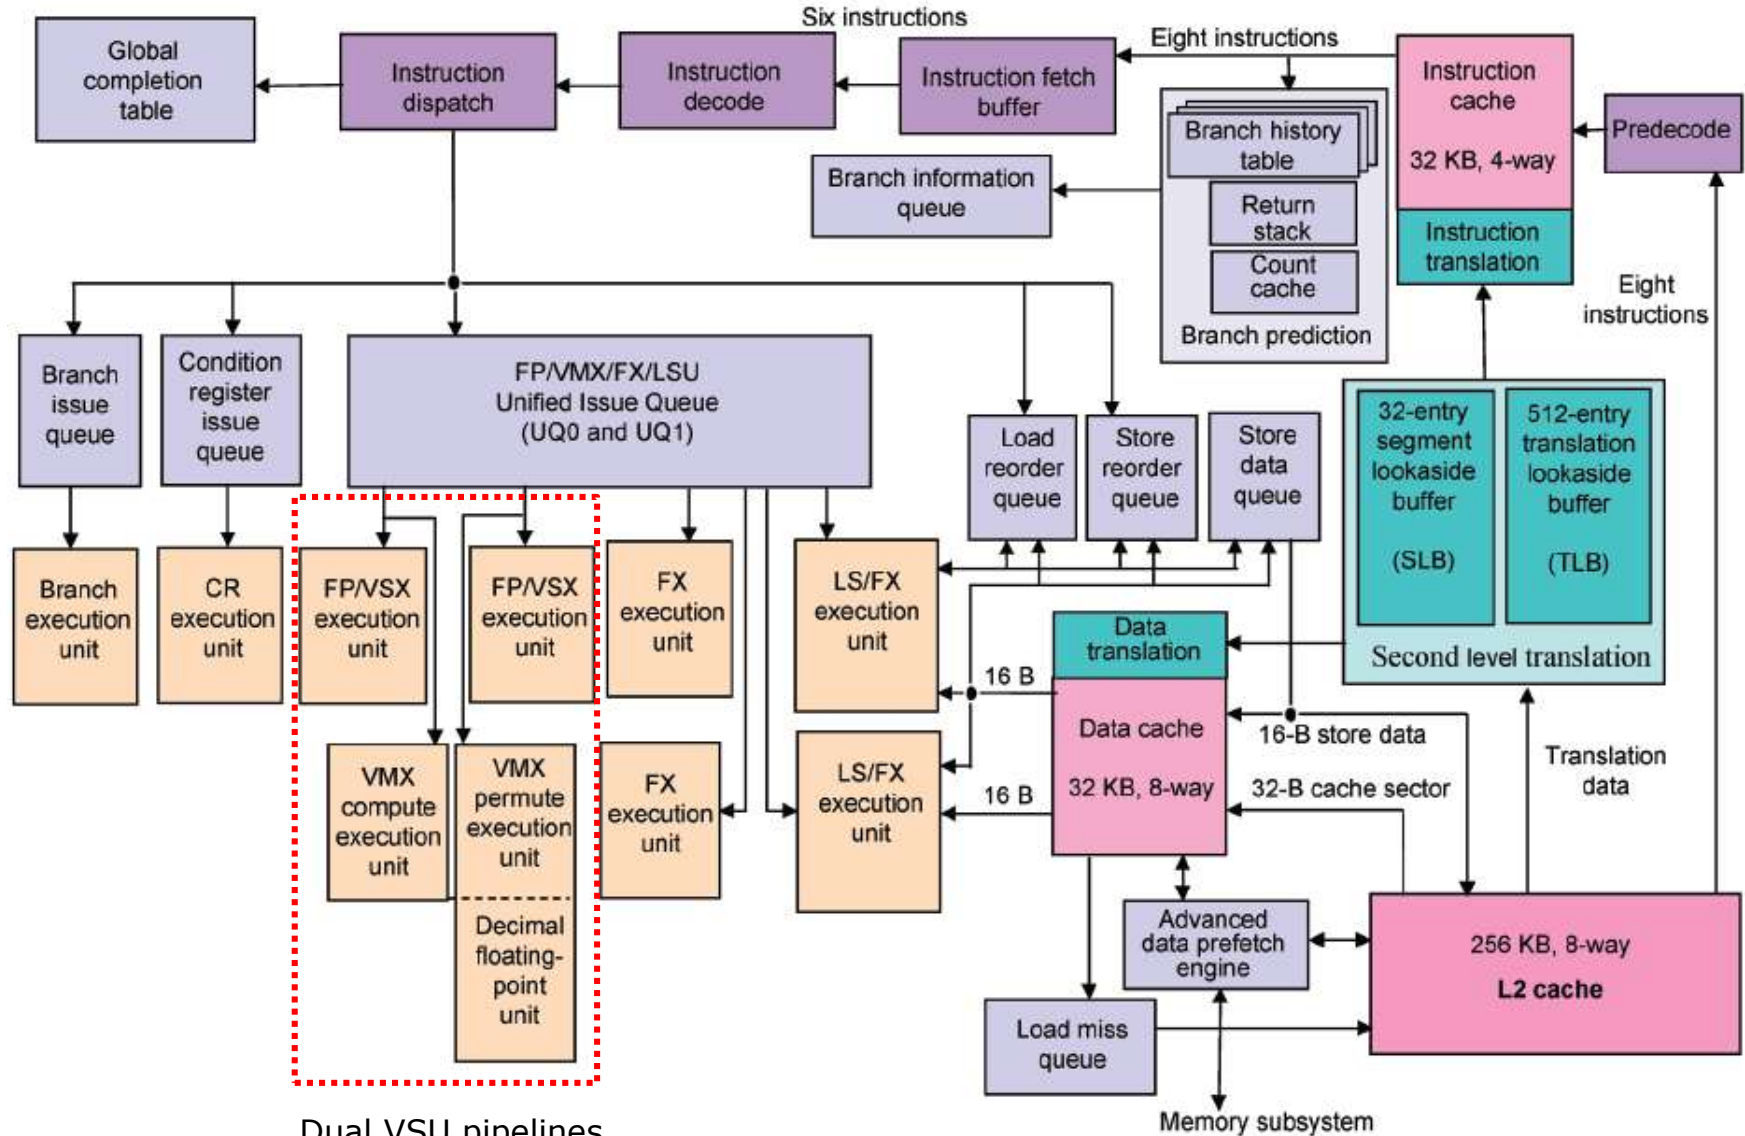 Six instructions
Eight instructions
Global
completion
table
Instruction
dispatch
Instruction
decode
Instruction fetch
buffer
Instruction
cache
32 KB, 4-way
Instruction
translation
Predecode
Branch history
table
Return
stack
Count
cache
Branch prediction
Branch information
queue
Eight
instructions
Branch
issue
queue
Condition
register
issue
queue
FP/VMX/FX/LSU
Unified Issue Queue
(UQ0 and UQ1)
Load
reorder
queue
Store
reorder
queue
Store
data
queue
32-entry
segment
lookaside
buffer
(SLB)
512-entry
translation
lookaside
buffer
(TLB)
Second level translation
Branch
execution
unit
CR
execution
unit
FP/VSX
execution
unit
FP/VSX
execution
unit
FX
execution
unit
LS/FX
execution
unit
Data
translation
16 B
Data cache
32 KB, 8-way
16-B store data
Translation
data
32-B cache sector
VMX
compute
execution
unit
VMX
permute
execution
unit
Decimal
floating-
point
unit
FX
execution
unit
LS/FX
execution
unit
16 B
Advanced
data prefetch
engine
256 KB, 8-way
L2 cache
Load miss
queue
Memory subsystem
Dual VSU pipelines